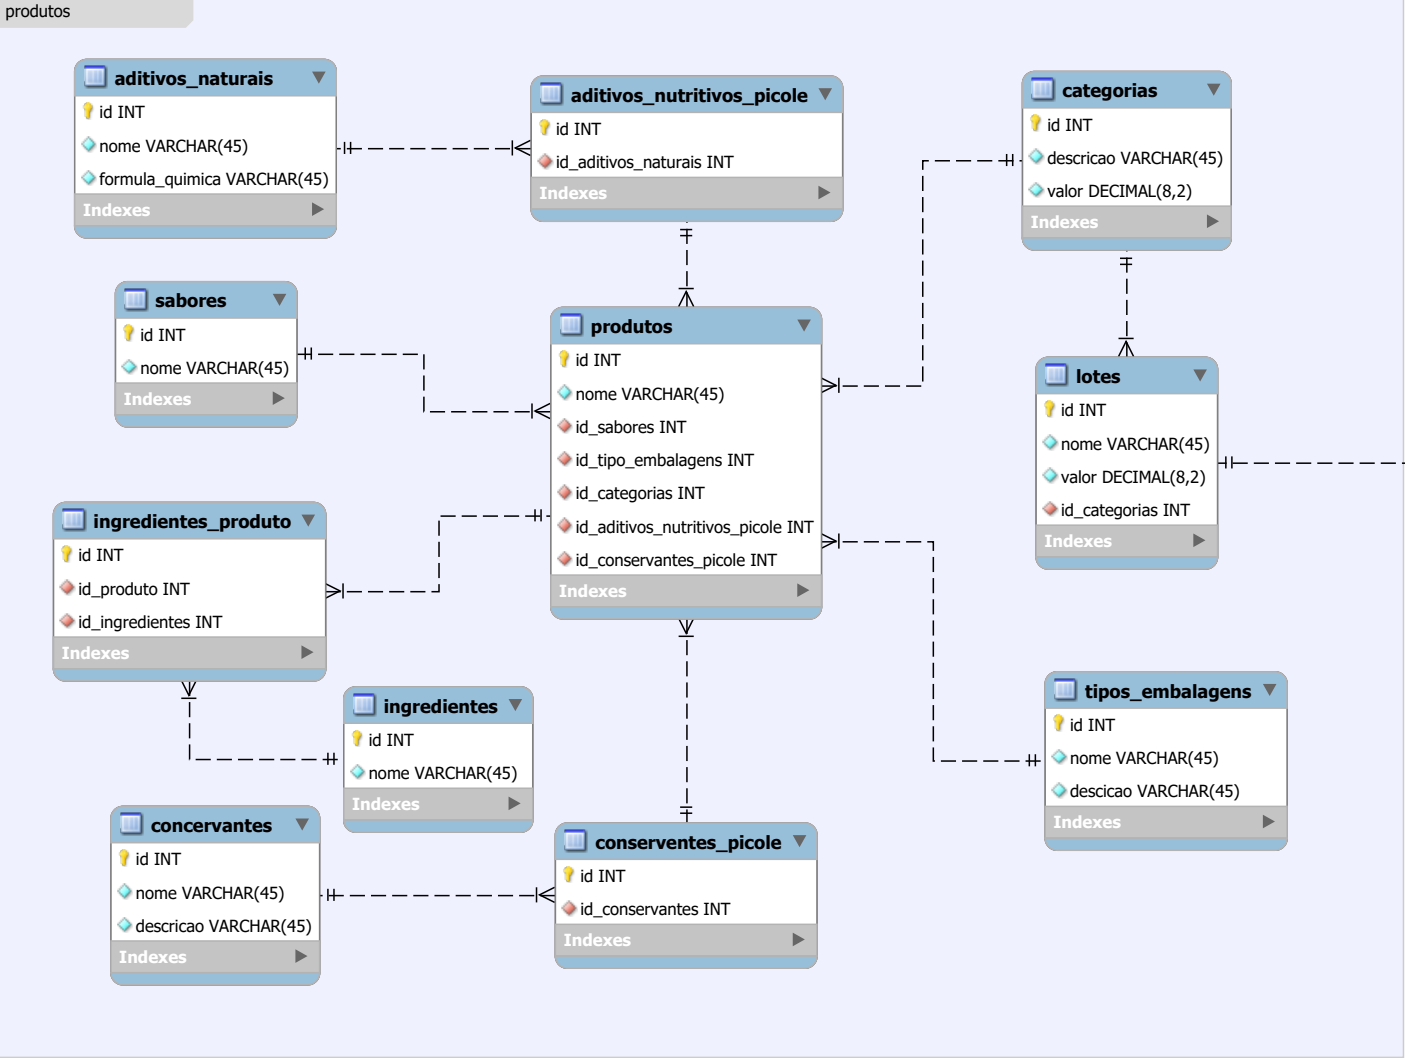 produtos
aditivos_naturais
id INT
nome VARCHAR(45)
formula_quimica VARCHAR(45)
Indexes
aditivos_nutritivos_picole
id INT
id_aditivos_naturais INT
Indexes
categorias
id INT
descricao VARCHAR(45)
valor DECIMAL(8,2)
Indexes
sabores
id INT
nome VARCHAR(45)
Indexes
produtos
id INT
nome VARCHAR(45)
id_sabores INT
id_tipo_embalagens INT
id_categorias INT
id_aditivos_nutritivos_picole INT
id_conservantes_picole INT
Indexes
lotes
id INT
nome VARCHAR(45)
valor DECIMAL(8,2)
id_categorias INT
Indexes
ingredientes_produto
id INT
id_produto INT
id_ingredientes INT
Indexes
ingredientes
id INT
nome VARCHAR(45)
Indexes
tipos_embalagens
id INT
nome VARCHAR(45)
descicao VARCHAR(45)
Indexes
concervantes
id INT
nome VARCHAR(45)
descricao VARCHAR(45)
Indexes
conserventes_picole
id INT
id_conservantes INT
Indexes